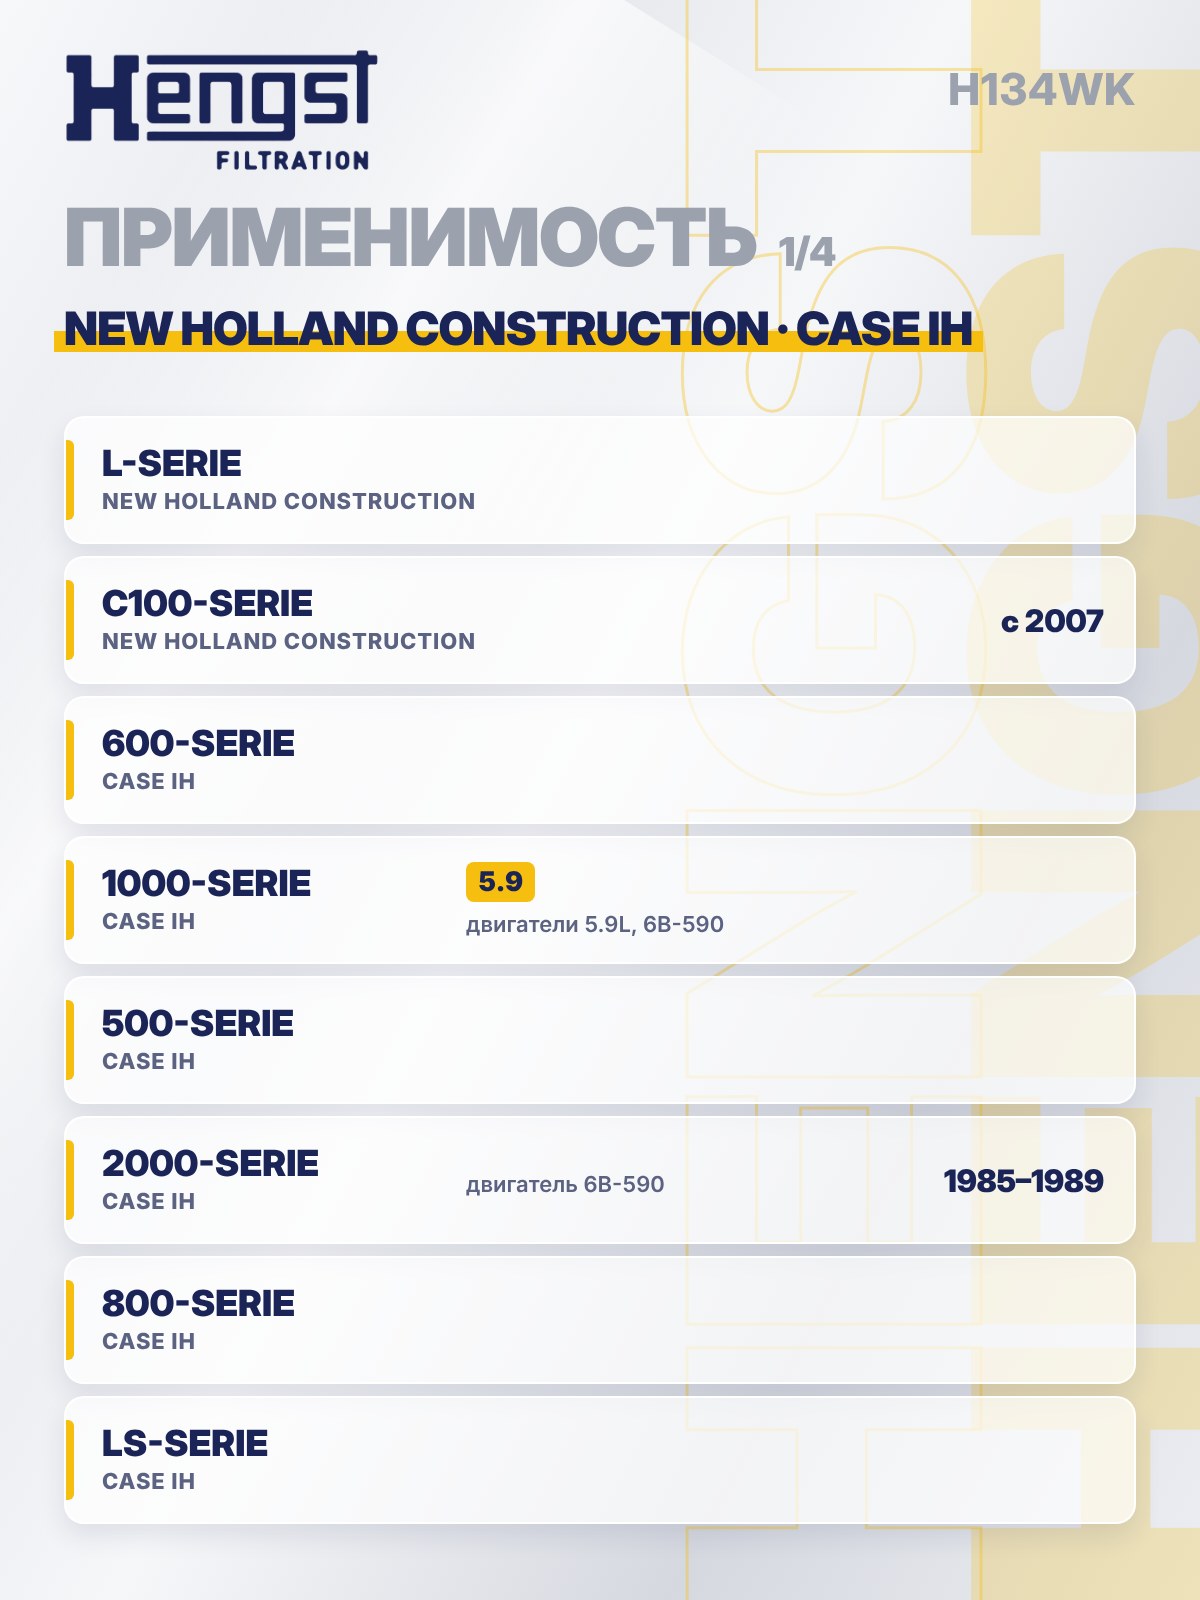 Hengst
FILTRATION
H134WK
ПРИМЕНИМОСТЬ 1/4
NEW HOLLAND CONSTRUCTION · CASE IH
L-SERIE
NEW HOLLAND CONSTRUCTION
C100-SERIE
NEW HOLLAND CONSTRUCTION
с 2007
600-SERIE
CASE IH
1000-SERIE
CASE IH
5.9
двигатели 5.9L, 6B-590
500-SERIE
CASE IH
2000-SERIE
CASE IH
двигатель 6B-590
1985–1989
800-SERIE
CASE IH
LS-SERIE
CASE IH
HENGST
HENGST